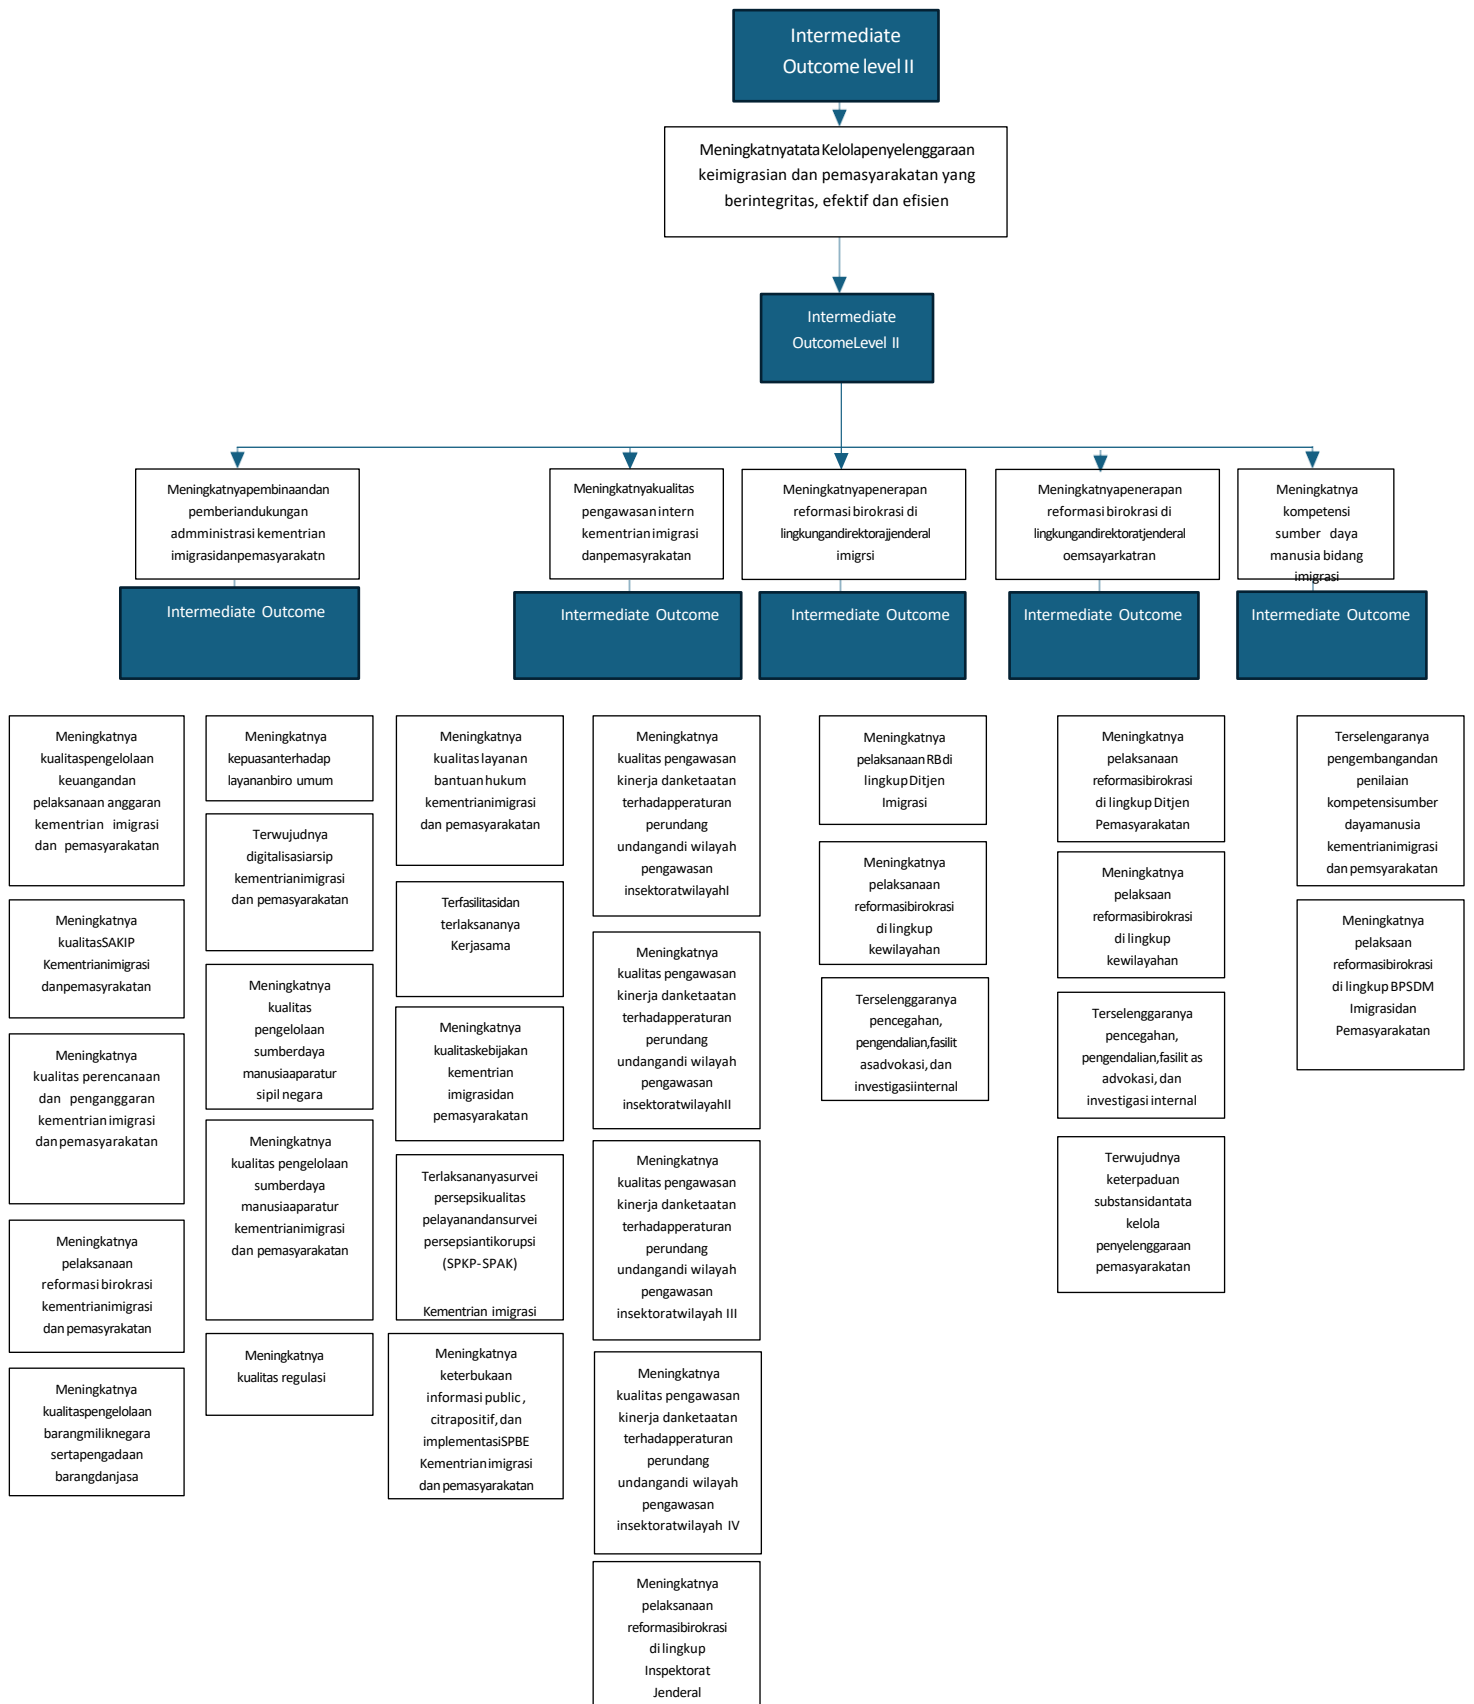 Intermediate
Outcome level II
MeningkatnyatataKelolapenyelenggaraan
keimigrasian dan pemasyarakatan yang
berintegritas, efektif dan efisien
Intermediate
OutcomeLevel II
Meningkatnyapembinaandan
pemberiandukungan
admministrasi kementrian
imigrasidanpemasyarakatn
Meningkatnyakualitas
pengawasan intern
kementrian imigrasi
danpemasyrakatan
Meningkatnyapenerapan
reformasi birokrasi di
lingkungandirektorajjenderal
imigrsi
Meningkatnyapenerapan
reformasi birokrasi di
lingkungandirektoratjenderal
oemsayarkatran
Meningkatnya
kompetensi
sumber daya
manusia bidang
imigrasi
Intermediate Outcome
Intermediate Outcome
Intermediate Outcome
Intermediate Outcome
Intermediate Outcome
Meningkatnya
kualitaspengelolaan
keuangandan
pelaksanaan anggaran
kementrian imigrasi
dan pemasyarakatan
Meningkatnya
kualitasSAKIP
Kementrianimigrasi
danpemasyrakatan
Meningkatnya
kualitas perencanaan
dan penganggaran
kementrian imigrasi
dan pemasyarakatan
Meningkatnya
pelaksanaan
reformasi birokrasi
kementrianimigrasi
dan pemasyrakatan
Meningkatnya
kualitaspengelolaan
barangmiliknegara
sertapengadaan
barangdanjasa
Meningkatnya
kepuasanterhadap
layananbiro umum
Terwujudnya
digitalisasiarsip
kementrianimigrasi
dan pemasyarakatan
Meningkatnya
kualitas
pengelolaan
sumberdaya
manusiaaparatur
sipil negara
Meningkatnya
kualitas pengelolaan
sumberdaya
manusiaaparatur
kementrianimigrasi
dan pemasyarakatan
Meningkatnya
kualitas regulasi
Meningkatnya
kualitas layanan
bantuan hukum
kementrianimigrasi
dan pemasyarakatan
Terfasilitasidan
terlaksananya
Kerjasama
Meningkatnya
kualitaskebijakan
kementrian
imigrasidan
pemasyarakatan
Terlaksananyasurvei
persepsikualitas
pelayanandansurvei
persepsiantikorupsi
(SPKP-SPAK)
Kementrian imigrasi
Meningkatnya
keterbukaan
informasi public ,
citrapositif, dan
implementasiSPBE
Kementrian imigrasi
dan pemasyarakatan
Meningkatnya
kualitas pengawasan
kinerja danketaatan
terhadapperaturan
perundang
undangandi wilayah
pengawasan
insektoratwilayahI
Meningkatnya
kualitas pengawasan
kinerja danketaatan
terhadapperaturan
perundang
undangandi wilayah
pengawasan
insektoratwilayahII
Meningkatnya
kualitas pengawasan
kinerja danketaatan
terhadapperaturan
perundang
undangandi wilayah
pengawasan
insektoratwilayah III
Meningkatnya
kualitas pengawasan
kinerja danketaatan
terhadapperaturan
perundang
undangandi wilayah
pengawasan
insektoratwilayah IV
Meningkatnya
pelaksanaan
reformasibirokrasi
di lingkup
Inspektorat
Jenderal
Meningkatnya
pelaksanaan RB di
lingkup Ditjen
Imigrasi
Meningkatnya
pelaksanaan
reformasibirokrasi
di lingkup
kewilayahan
Terselenggaranya
pencegahan,
pengendalian,fasilit
asadvokasi, dan
investigasiinternal
Meningkatnya
pelaksanaan
reformasibirokrasi
di lingkup Ditjen
Pemasyarakatan
Meningkatnya
pelaksaan
reformasibirokrasi
di lingkup
kewilayahan
Terselenggaranya
pencegahan,
pengendalian,fasilit as
advokasi, dan
investigasi internal
Terwujudnya
keterpaduan
substansidantata
kelola
penyelenggaraan
pemasyarakatan
Terselengaranya
pengembangandan
penilaian
kompetensisumber
dayamanusia
kementrianimigrasi
dan pemsyarakatan
Meningkatnya
pelaksaan
reformasibirokrasi
di lingkup BPSDM
Imigrasidan
Pemasyarakatan